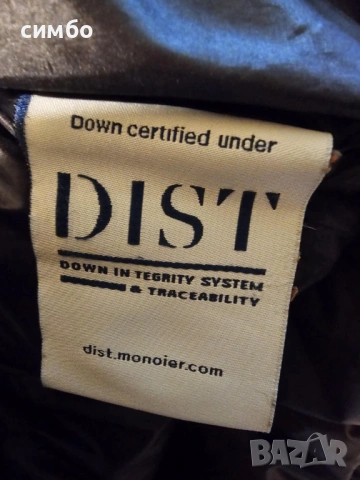 симбо
Down certified under
DIST
DOWN IN TEGRITY SYSTEM
& TRACEABILITY
dist.monoier.com
BAZAR